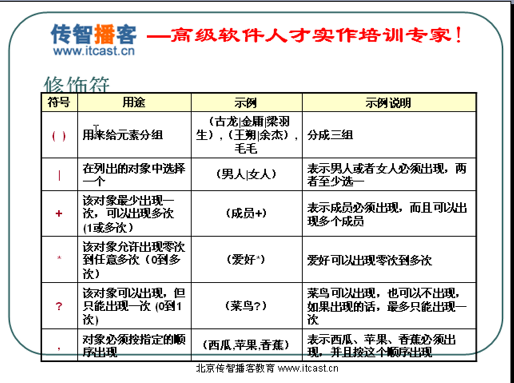 传智播客
www.itcast.cn
—高级软件人才实作培训专家!
修饰符
符号 用途 示例 示例说明
( ) 用来给元素分组 (古龙|金庸|梁羽生),(王朔|余杰),毛毛 分成三组
| 在列出的对象中选择一个 (男人|女人) 表示男人或者女人必须出现,两者至少选一
+ 该对象最少出现一次,可以出现多次 (1或多次) (成员+) 表示成员必须出现,而且可以出现多个成员
* 该对象允许出现零次到任意多次(0到多次) (爱好*) 爱好可以出现零次到多次
? 该对象可以出现,但只能出现一次 (0到1次) (菜鸟?) 菜鸟可以出现,也可以不出现,如果出现的话,最多只能出现一次
, 对象必须按指定的顺序出现 (西瓜,苹果,香蕉) 表示西瓜、苹果、香蕉必须出现,并且按这个顺序出现
北京传智播客教育 www.itcast.cn